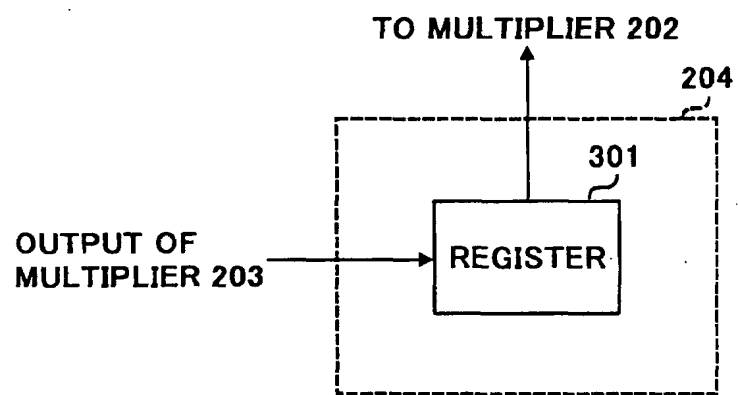 TO MULTIPLIER 202
204
301
REGISTER
OUTPUT OF
MULTIPLIER 203